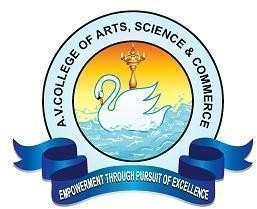 A.V.COLLEGE OF ARTS, SCIENCE & COMMERCE
EMPOWERMENT THROUGH PURSUIT OF EXCELLENCE